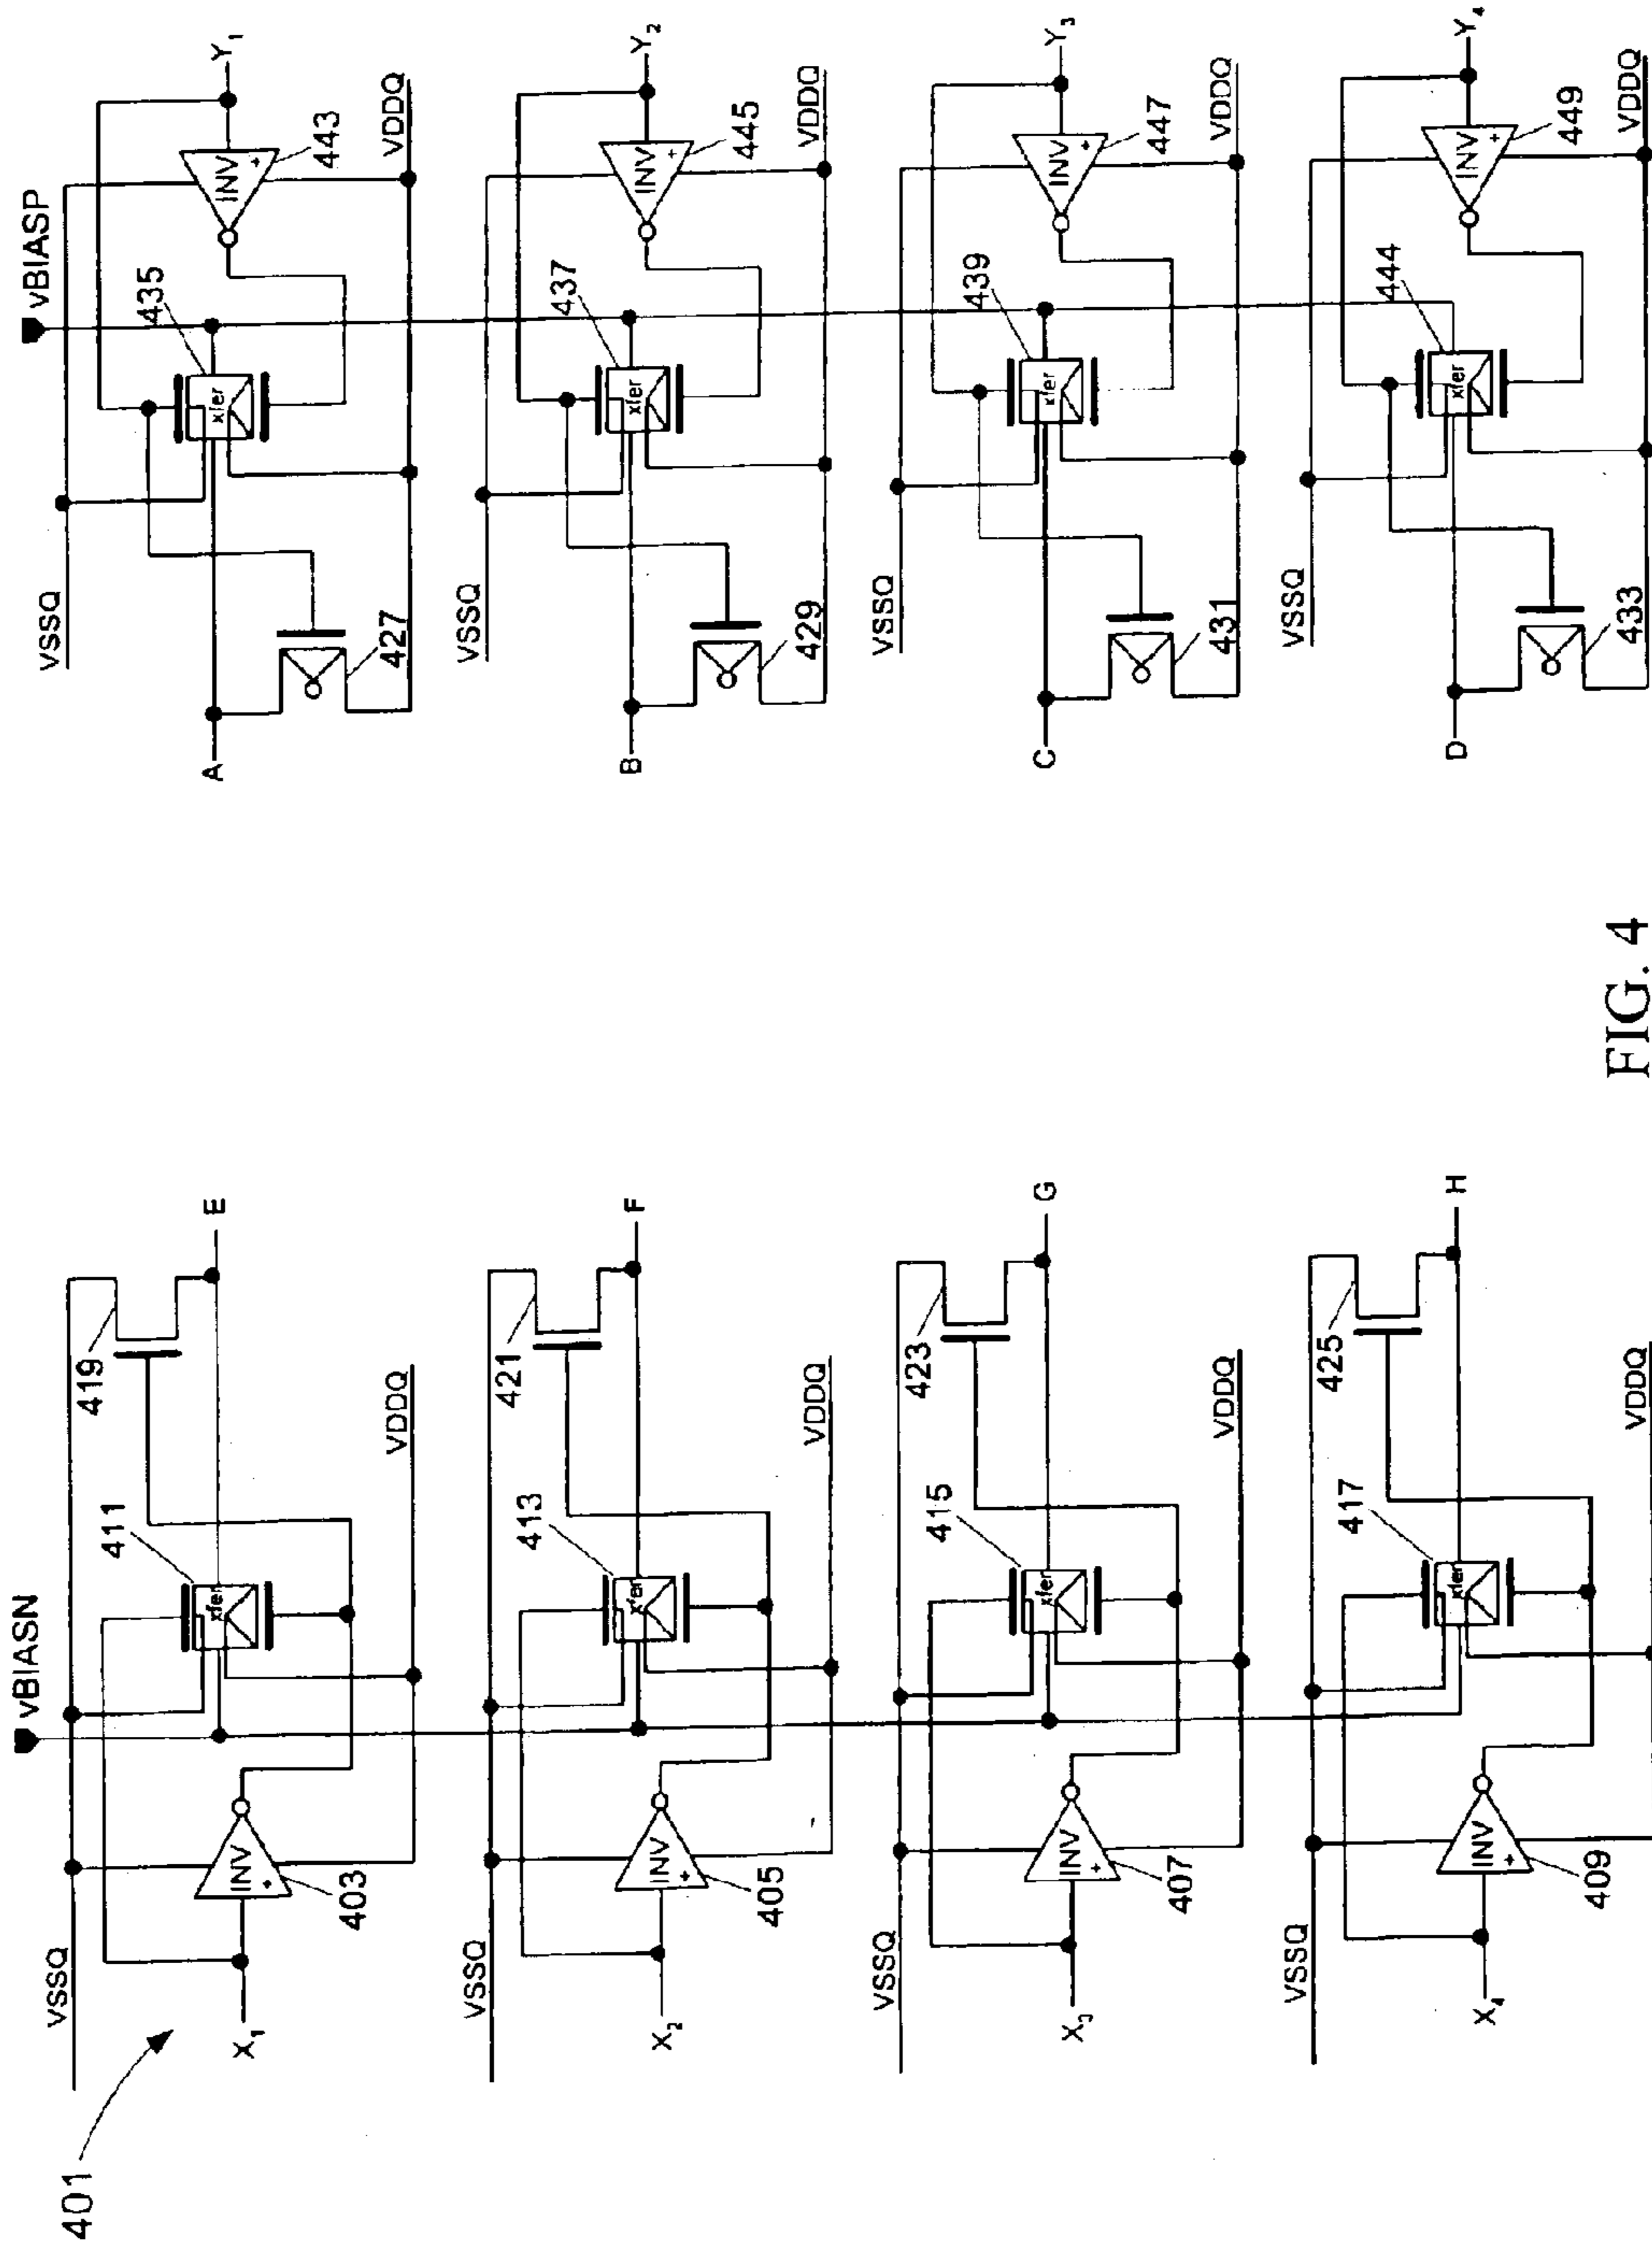 401
vBIASN
VSSQ
411
419
E
X₁
INV
+
403
xfer
VDDQ
VSSQ
413
421
F
X₂
INV
+
405
xfer
VDDQ
VSSQ
415
423
G
X₃
INV
+
407
xfer
VDDQ
VSSQ
417
425
H
X₄
INV
+
409
xfer
VDDQ
vBIASP
VSSQ
435
A
427
xfer
INV
+
443
Y₁
VDDQ
VSSQ
437
B
429
xfer
INV
+
445
Y₂
VDDQ
VSSQ
439
C
431
xfer
INV
+
447
Y₃
VDDQ
VSSQ
444
D
433
xfer
INV
+
449
Y₄
VDDQ
FIG. 4